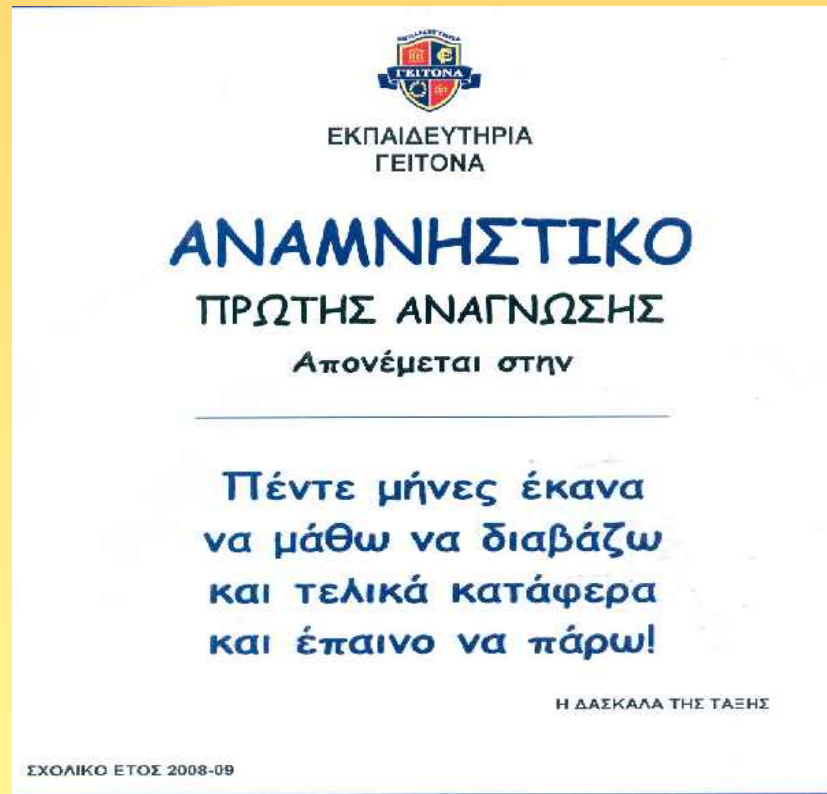 ΓΕΙΤΟΝΑ
ΕΚΠΑΙΔΕΥΤΗΡΙΑ
ΓΕΙΤΟΝΑ
ΑΝΑΜΝΗΣΤΙΚΟ
ΠΡΩΤΗΣ ΑΝΑΓΝΩΣΗΣ
Απονέμεται στην
Πέντε μήνες έκανα
να μάθω να διαβάζω
και τελικά κατάφερα
και έπαινο να πάρω!
Η ΔΑΣΚΑΛΑ ΤΗΣ ΤΑΞΗΣ
ΣΧΟΛΙΚΟ ΕΤΟΣ 2008-09